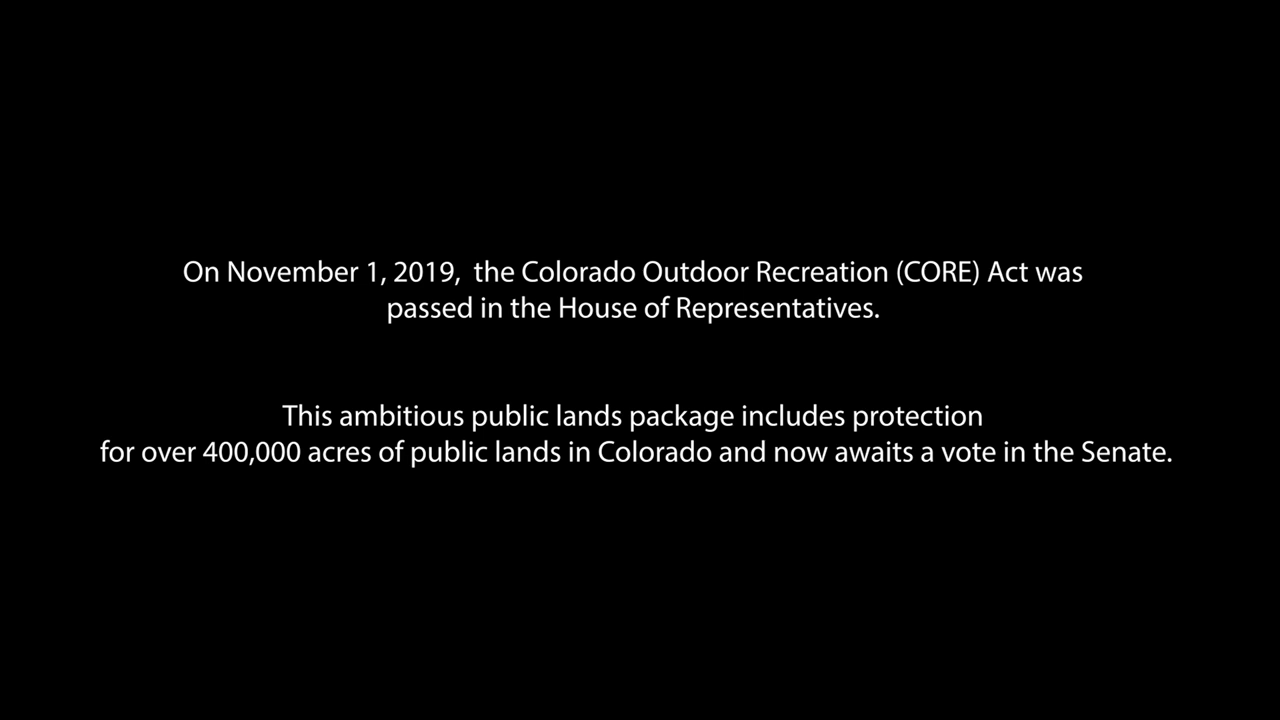 On November 1, 2019,  the Colorado Outdoor Recreation (CORE) Act was
passed in the House of Representatives.
This ambitious public lands package includes protection
for over 400,000 acres of public lands in Colorado and now awaits a vote in the Senate.